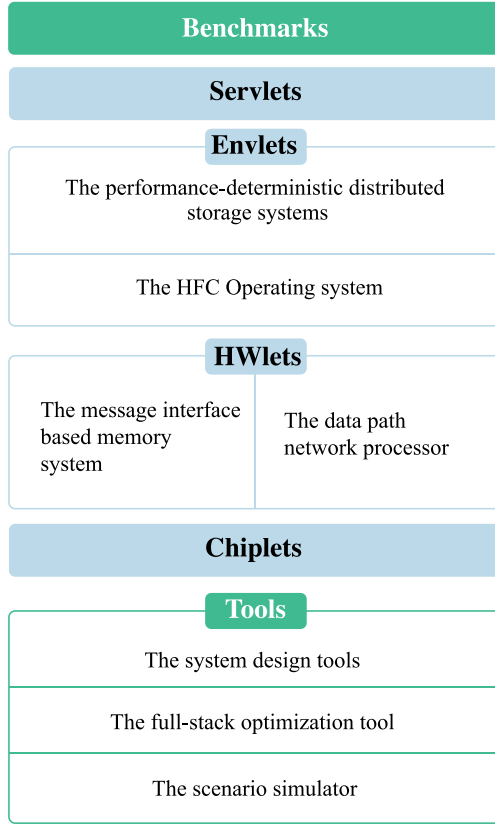 Benchmarks
Servlets
Envlets
The performance-deterministic distributed
storage systems
The HFC Operating system
HWlets
The message interface
based memory
system
The data path
network processor
Chiplets
Tools
The system design tools
The full-stack optimization tool
The scenario simulator